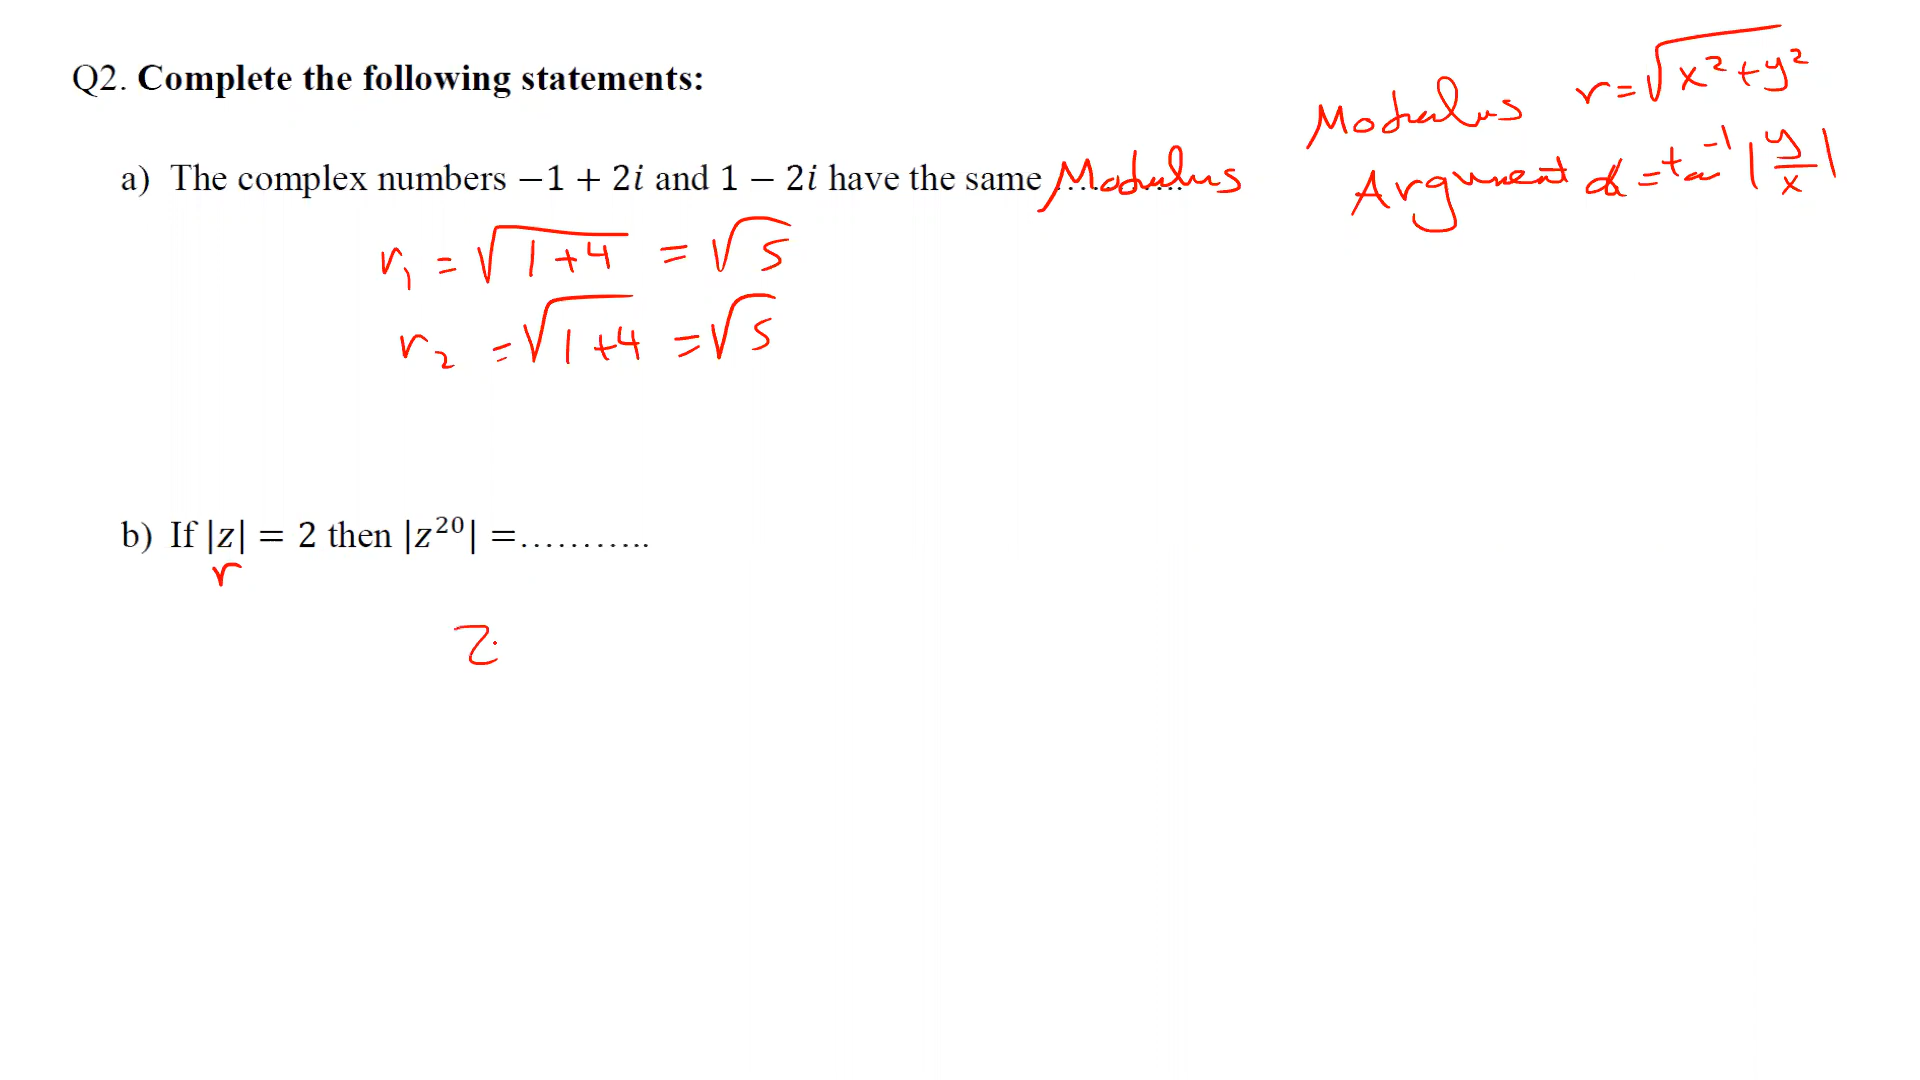 Q2. Complete the following statements:
Modulus r = √x² + y²
Argument α = tan⁻¹ |y/x|
a) The complex numbers −1 + 2i and 1 − 2i have the same ........... Modulus
r₁ = √1+4 = √5
r₂ = √1+4 = √5
b) If |z| = 2 then |z²⁰| =...........
r
z